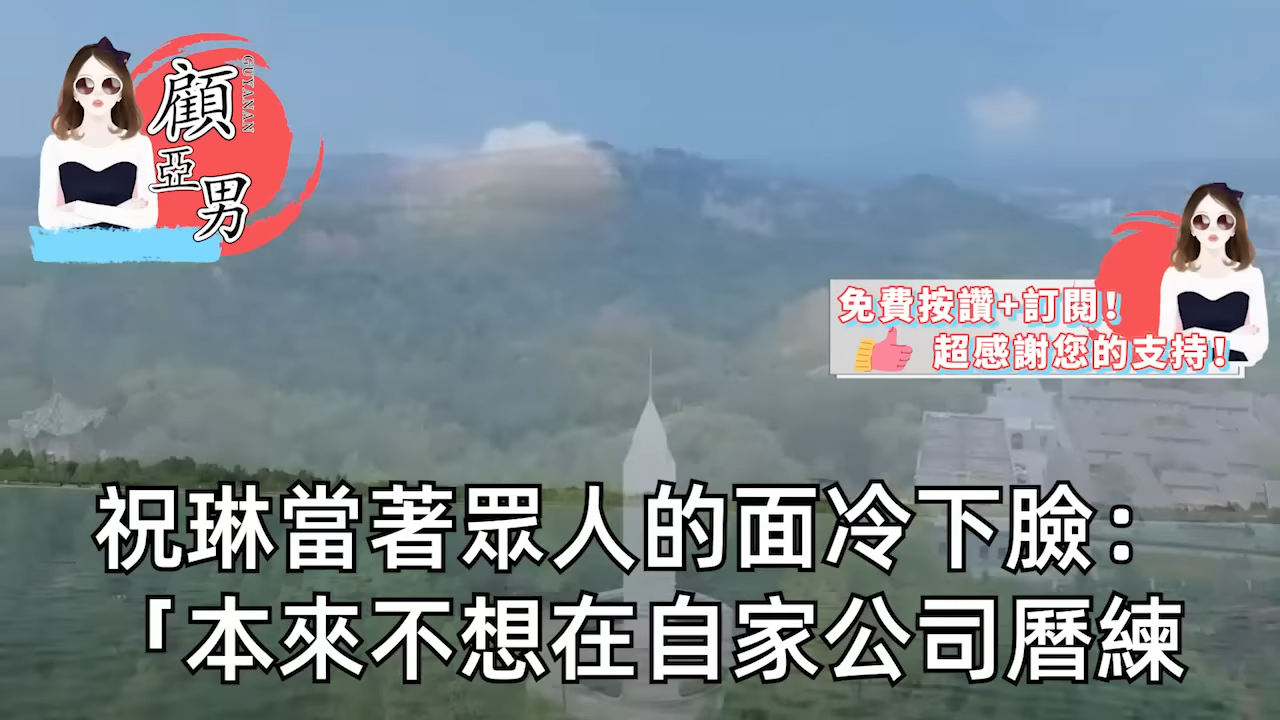 顧亞男
GUYANAN
免費按讚+訂閱!
超感謝您的支持!
祝琳當著眾人的面冷下臉：
「本來不想在自家公司曆練